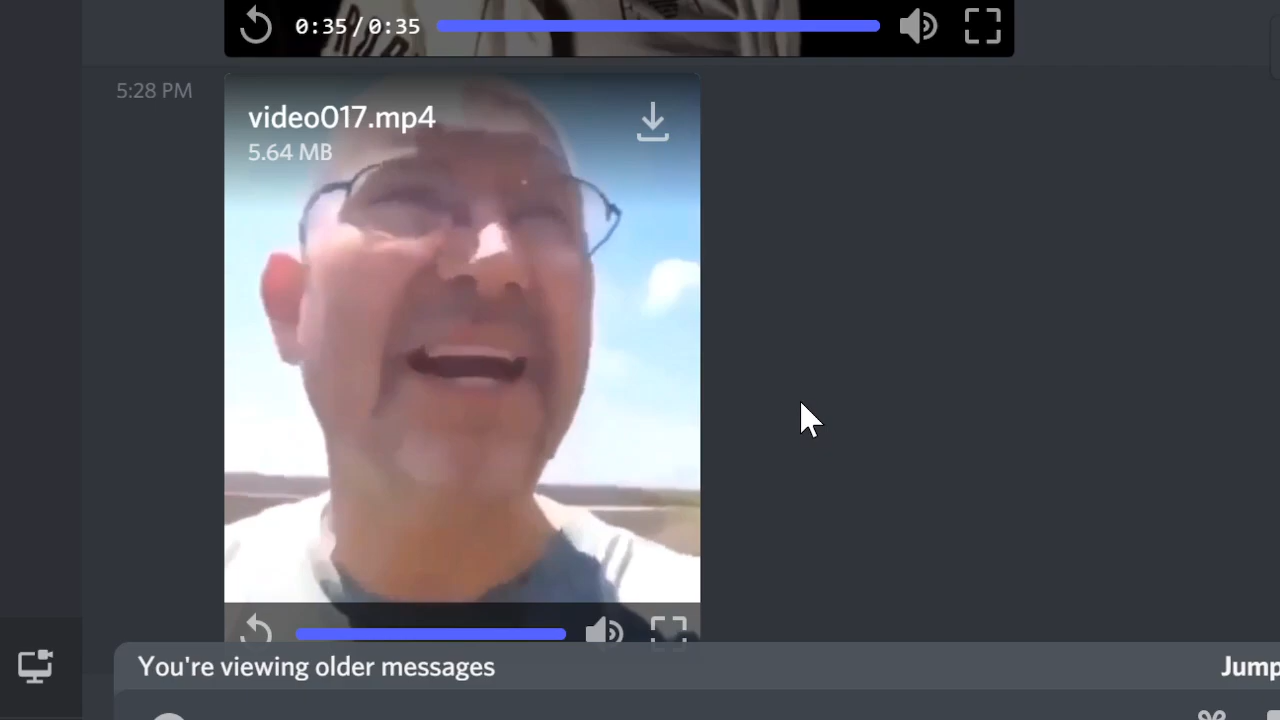 0:35/0:35
5:28 PM
video017.mp4
5.64 MB
You're viewing older messages
Jump